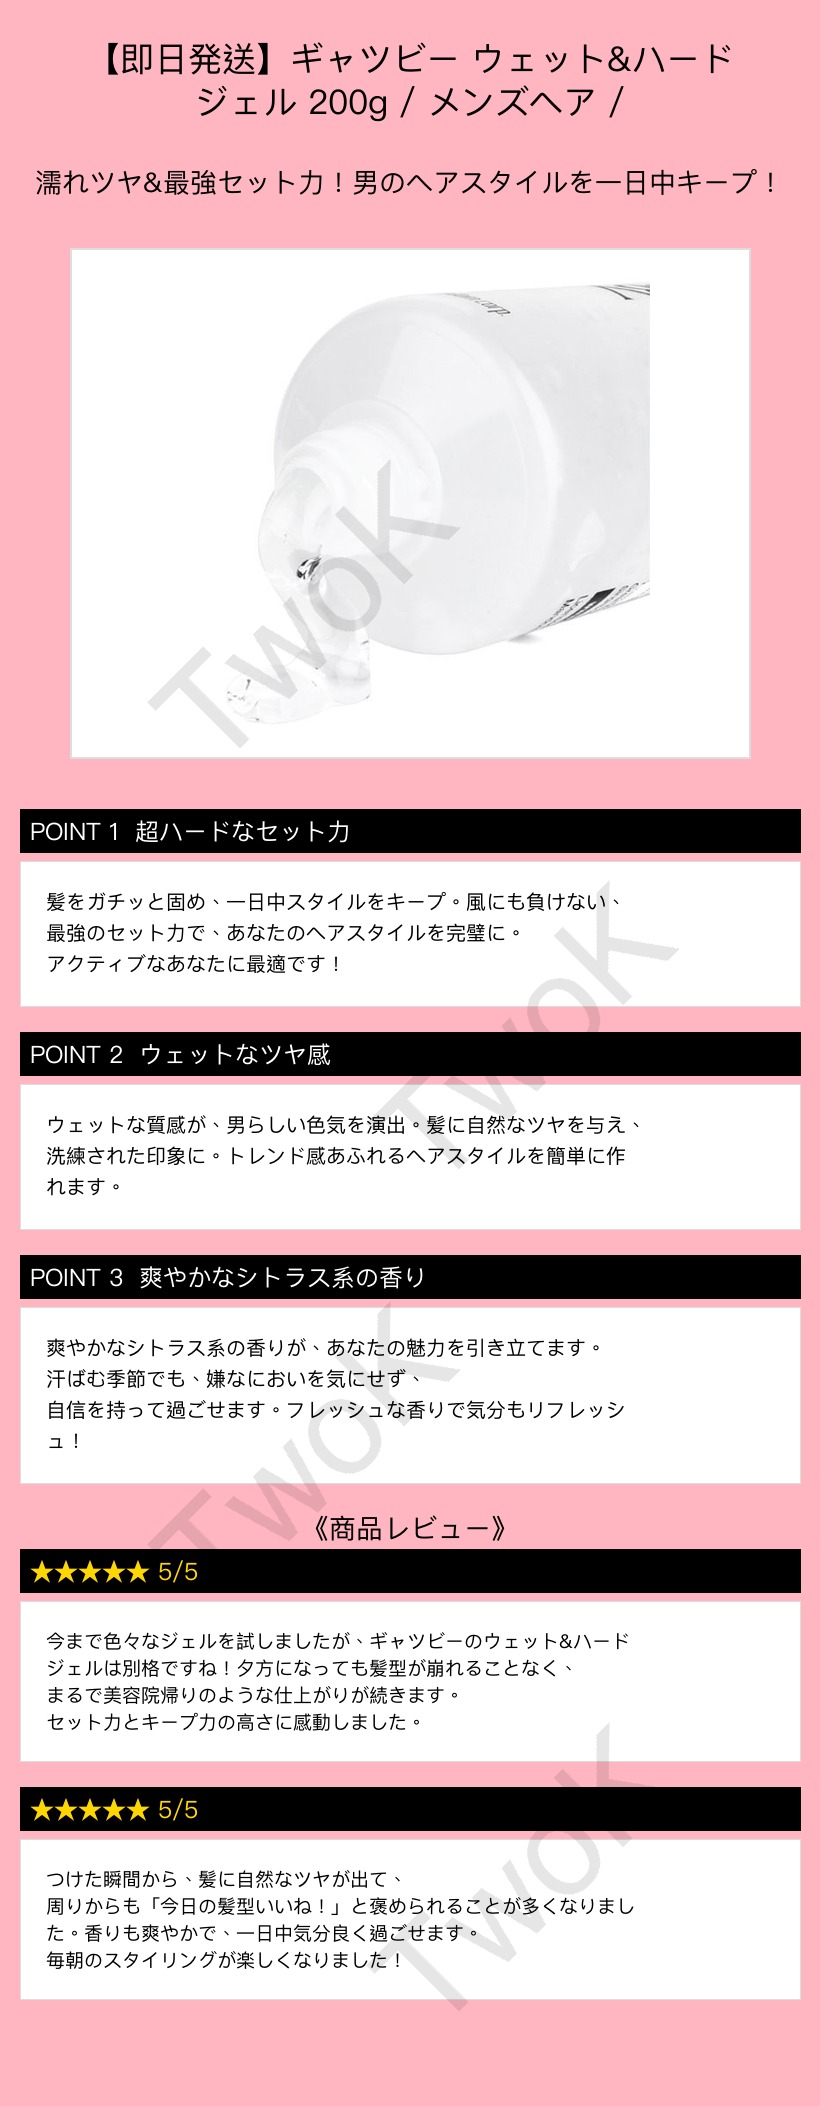 【即日発送】ギャツビー ウェット&ハード
ジェル 200g / メンズヘア /
濡れツヤ&最強セット力！男のヘアスタイルを一日中キープ！
TwoK
POINT 1 超ハードなセット力
髪をガチッと固め、一日中スタイルをキープ。風にも負けない、
最強のセット力で、あなたのヘアスタイルを完璧に。
アクティブなあなたに最適です！
TwoK
POINT 2 ウェットなツヤ感
ウェットな質感が、男らしい色気を演出。髪に自然なツヤを与え、
洗練された印象に。トレンド感あふれるヘアスタイルを簡単に作
れます。
POINT 3 爽やかなシトラス系の香り
爽やかなシトラス系の香りが、あなたの魅力を引き立てます。
汗ばむ季節でも、嫌なにおいを気にせず、
自信を持って過ごせます。フレッシュな香りで気分もリフレッシ
ュ！
TwoK
《商品レビュー》
★★★★★ 5/5
今まで色々なジェルを試しましたが、ギャツビーのウェット&ハード
ジェルは別格ですね！夕方になっても髪型が崩れることなく、
まるで美容院帰りのような仕上がりが続きます。
セット力とキープ力の高さに感動しました。
★★★★★ 5/5
つけた瞬間から、髪に自然なツヤが出て、
周りからも「今日の髪型いいね！」と褒められることが多くなりまし
た。香りも爽やかで、一日中気分良く過ごせます。
毎朝のスタイリングが楽しくなりました！
TwoK